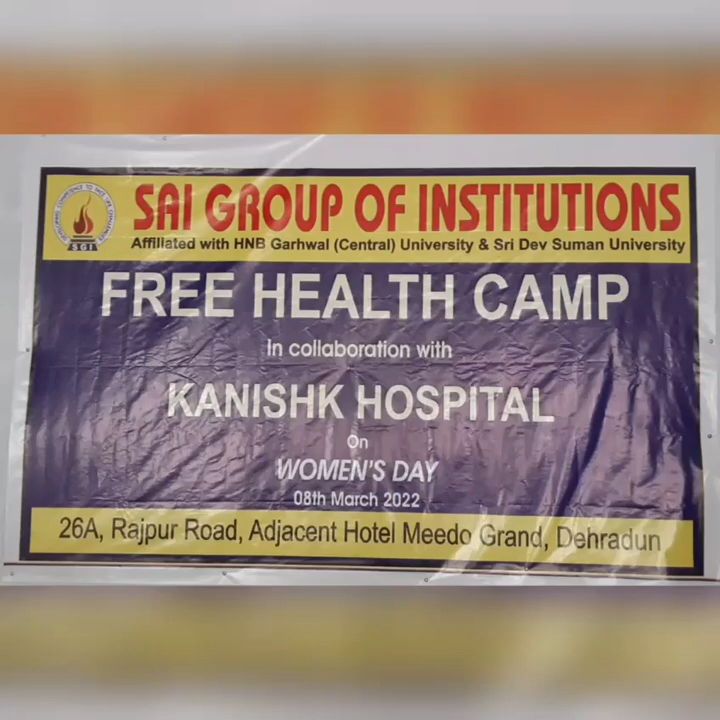 SAI GROUP OF INSTITUTIONS
Affiliated with HNB Garhwal (Central) University & Sri Dev Suman University
SGI
FREE HEALTH CAMP
In collaboration with
KANISHK HOSPITAL
On
WOMEN'S DAY
08th March 2022
26A, Rajpur Road, Adjacent Hotel Meedo Grand, Dehradun